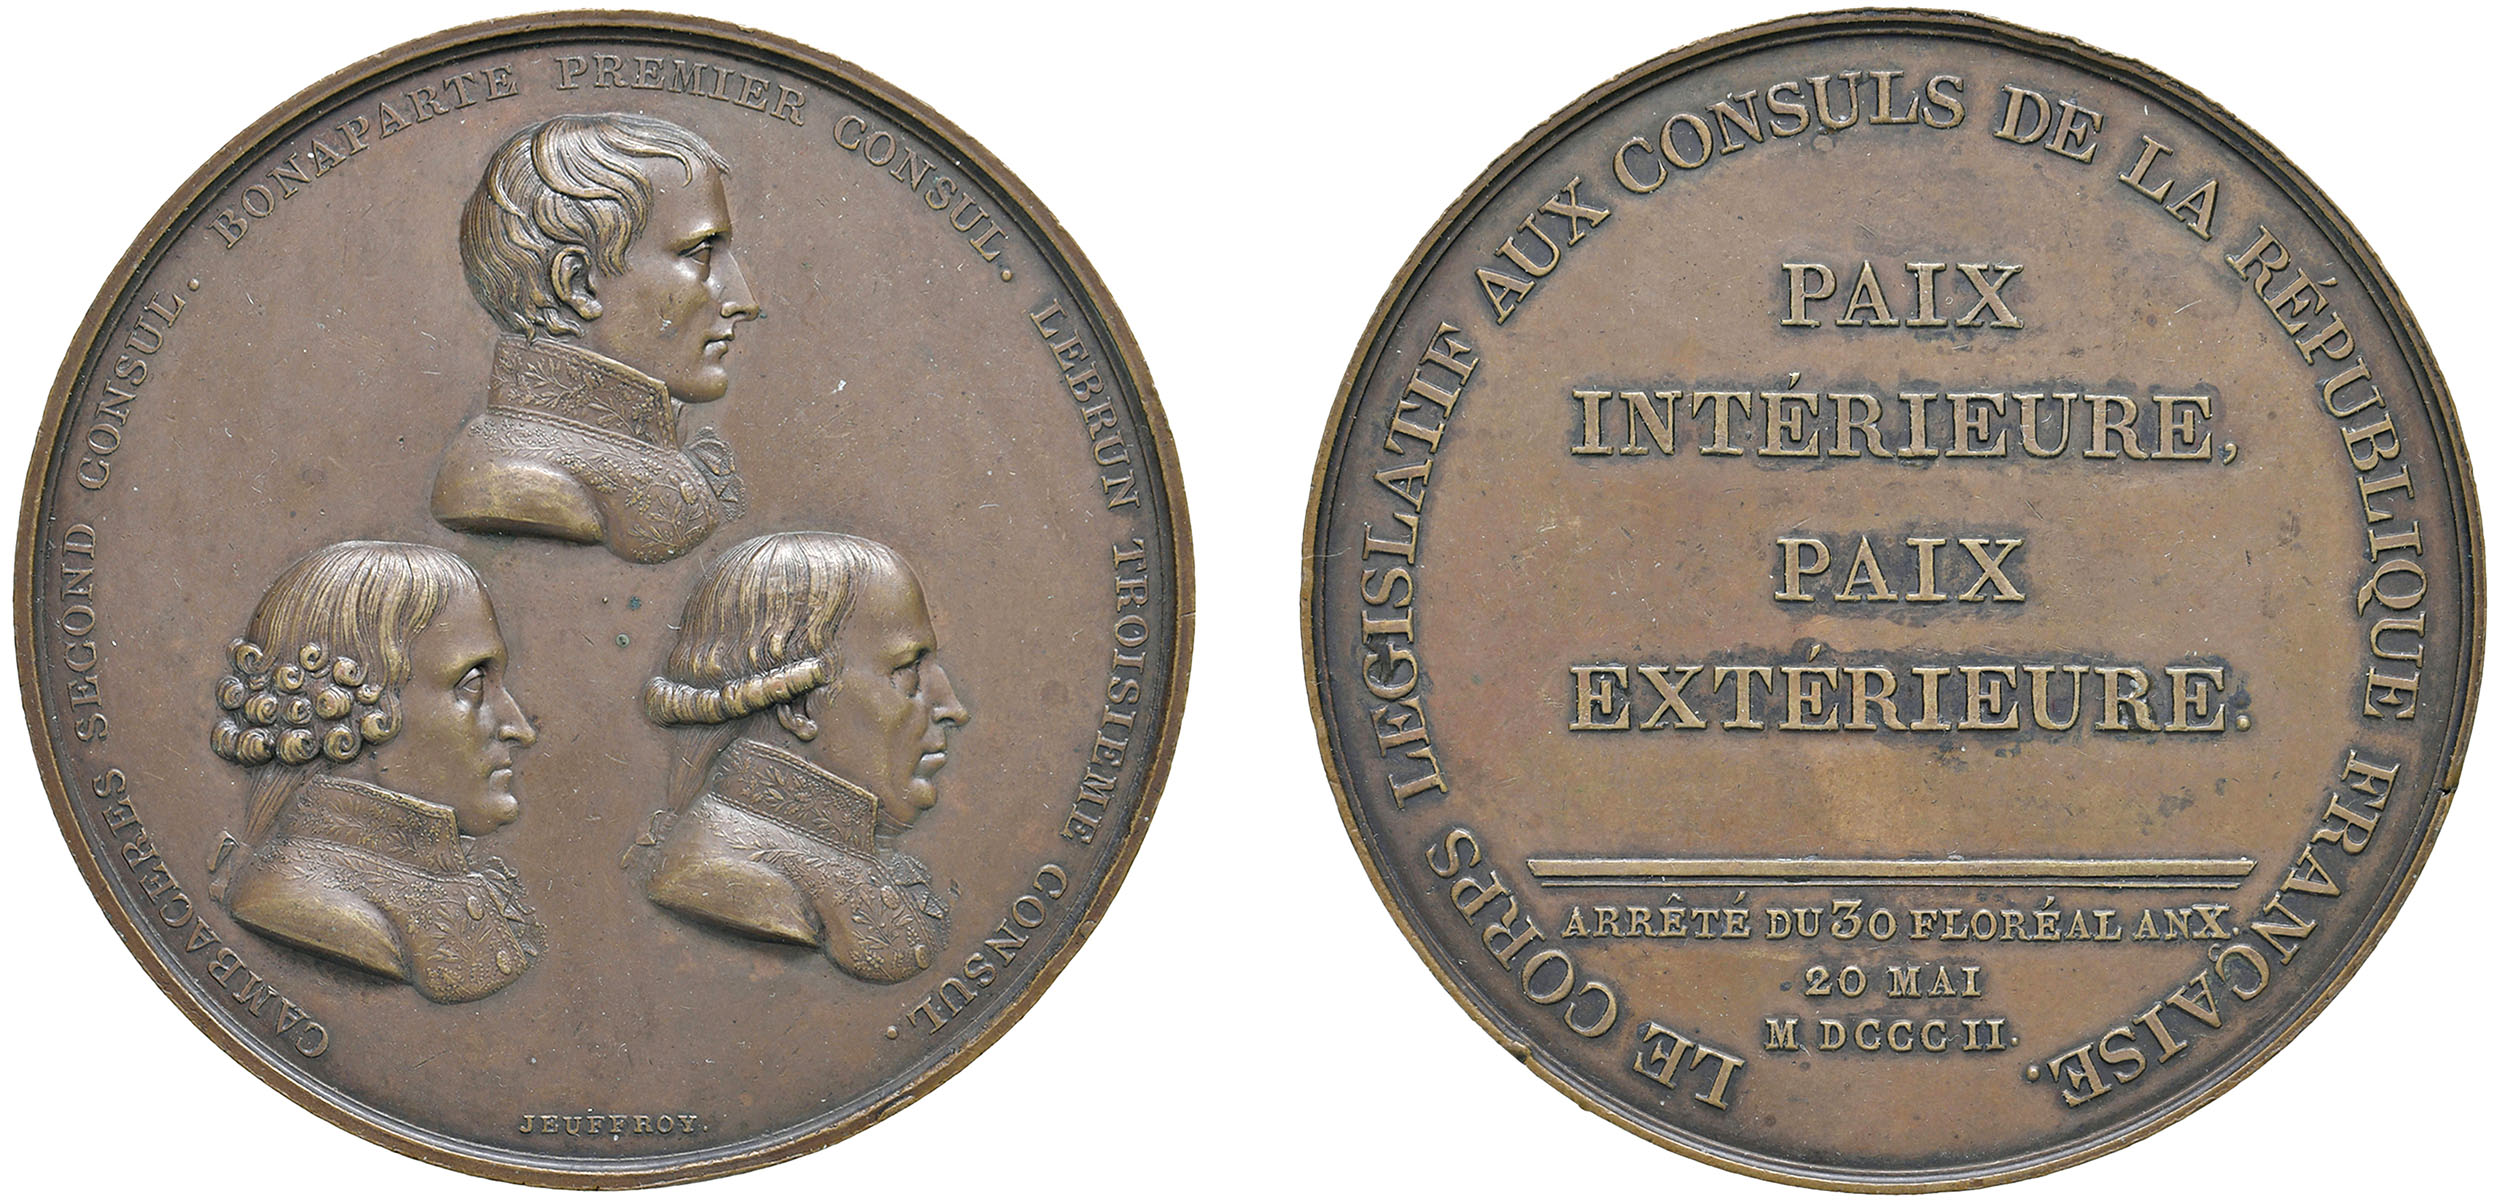 CAMBACERES SECOND CONSUL. BONAPARTE PREMIER CONSUL. LEBRUN TROISIEME CONSUL.
JEUFFROY.
LE CORPS LEGISLATIF AUX CONSULS DE LA RÉPUBLIQUE FRANÇAISE.
PAIX
INTÉRIEURE,
PAIX
EXTÉRIEURE.
ARRÊTÉ DU 30 FLORÉAL AN X.
20 MAI
M DCCC II.